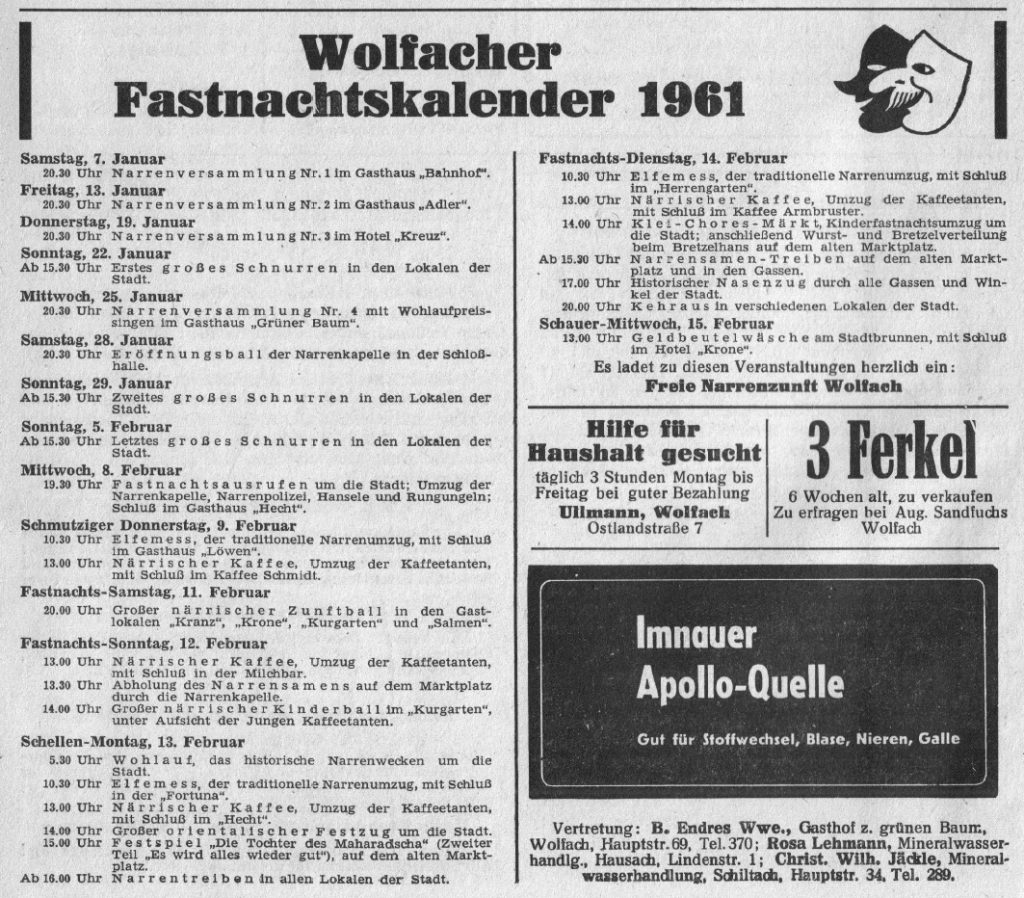 Wolfacher
Fastnachtskalender 1961
Samstag, 7. Januar
20.30 Uhr Narrenversammlung Nr. 1 im Gasthaus „Bahnhof“.
Freitag, 13. Januar
20.30 Uhr Narrenversammlung Nr. 2 im Gasthaus „Adler“.
Donnerstag, 19. Januar
20.30 Uhr Narrenversammlung Nr. 3 im Hotel „Kreuz“.
Sonntag, 22. Januar
Ab 15.30 Uhr Erstes großes Schnurren in den Lokalen der
Stadt.
Mittwoch, 25. Januar
20.30 Uhr Narrenversammlung Nr. 4 mit Wohlaufpreis-
singen im Gasthaus „Grüner Baum“.
Samstag, 28. Januar
20.30 Uhr Eröffnungsball der Narrenkapelle in der Schloß-
halle.
Sonntag, 29. Januar
Ab 15.30 Uhr Zweites großes Schnurren in den Lokalen der
Stadt.
Sonntag, 5. Februar
Ab 15.30 Uhr Letztes großes Schnurren in den Lokalen der
Stadt.
Mittwoch, 8. Februar
19.30 Uhr Fastnachtsausrufen um die Stadt; Umzug der
Narrenkapelle, Narrenpolizei, Hansele und Rungungeln;
Schluß im Gasthaus „Hecht“.
Schmutziger Donnerstag, 9. Februar
10.30 Uhr Elfemess, der traditionelle Narrenumzug, mit Schluß
im Gasthaus „Löwen“.
13.00 Uhr Närrischer Kaffee, Umzug der Kaffeetanten,
mit Schluß im Kaffee Schmidt.
Fastnachts-Samstag, 11. Februar
20.00 Uhr Großer närrischer Zunftball in den Gast-
lokalen „Kranz“, „Krone“, „Kurgarten“ und „Salmen“.
Fastnachts-Sonntag, 12. Februar
13.00 Uhr Närrischer Kaffee, Umzug der Kaffeetanten,
mit Schluß in der Milchbar.
13.30 Uhr Abholung des Narrensamens auf dem Marktplatz
durch die Narrenkapelle.
14.00 Uhr Großer närrischer Kinderball im „Kurgarten“,
unter Aufsicht der Jungen Kaffeetanten.
Schellen-Montag, 13. Februar
5.30 Uhr Wohlauf, das historische Narrenwecken um die
Stadt.
10.30 Uhr Elfemess, der traditionelle Narrenumzug, mit Schluß
in der „Fortuna“.
13.00 Uhr Närrischer Kaffee, Umzug der Kaffeetanten,
mit Schluß im „Hecht“.
14.00 Uhr Großer orientalischer Festzug um die Stadt.
15.00 Uhr Festspiel „Die Tochter des Maharadscha“ (Zweiter
Teil „Es wird alles wieder gut“), auf dem alten Markt-
platz.
Ab 16.00 Uhr Narrentreiben in allen Lokalen der Stadt.
Fastnachts-Dienstag, 14. Februar
10.30 Uhr Elfemess, der traditionelle Narrenumzug, mit Schluß
im „Herrengarten“.
13.00 Uhr Närrischer Kaffee, Umzug der Kaffeetanten,
mit Schluß im Kaffee Armbruster.
14.00 Uhr Klei-Chores-Märkt, Kinderfastnachtsumzug um
die Stadt; anschließend Wurst- und Bretzelverteilung
beim Bretzelhans auf dem alten Marktplatz.
Ab 15.30 Uhr Narrensamen-Treiben auf dem alten Markt-
platz und in den Gassen.
17.00 Uhr Historischer Nasenzug durch alle Gassen und Win-
kel der Stadt.
20.00 Uhr Kehraus in verschiedenen Lokalen der Stadt.
Schauer-Mittwoch, 15. Februar
13.00 Uhr Geldbeutelwäsche am Stadtbrunnen, mit Schluß
im Hotel „Krone“.
Es ladet zu diesen Veranstaltungen herzlich ein:
Freie Narrenzunft Wolfach
Hilfe für
Haushalt gesucht
täglich 3 Stunden Montag bis
Freitag bei guter Bezahlung
Ullmann, Wolfach
Ostlandstraße 7
3 Ferkel
6 Wochen alt, zu verkaufen
Zu erfragen bei Aug. Sandfuchs
Wolfach
Imnauer
Apollo-Quelle
Gut für Stoffwechsel, Blase, Nieren, Galle
Vertretung: B. Endres Wwe., Gasthof z. grünen Baum,
Wolfach, Hauptstr. 69, Tel. 370; Rosa Lehmann, Mineralwasser-
handlg., Hausach, Lindenstr. 1; Christ. Wilh. Jäckle, Mineral-
wasserhandlung, Schiltach, Hauptstr. 34, Tel. 289.